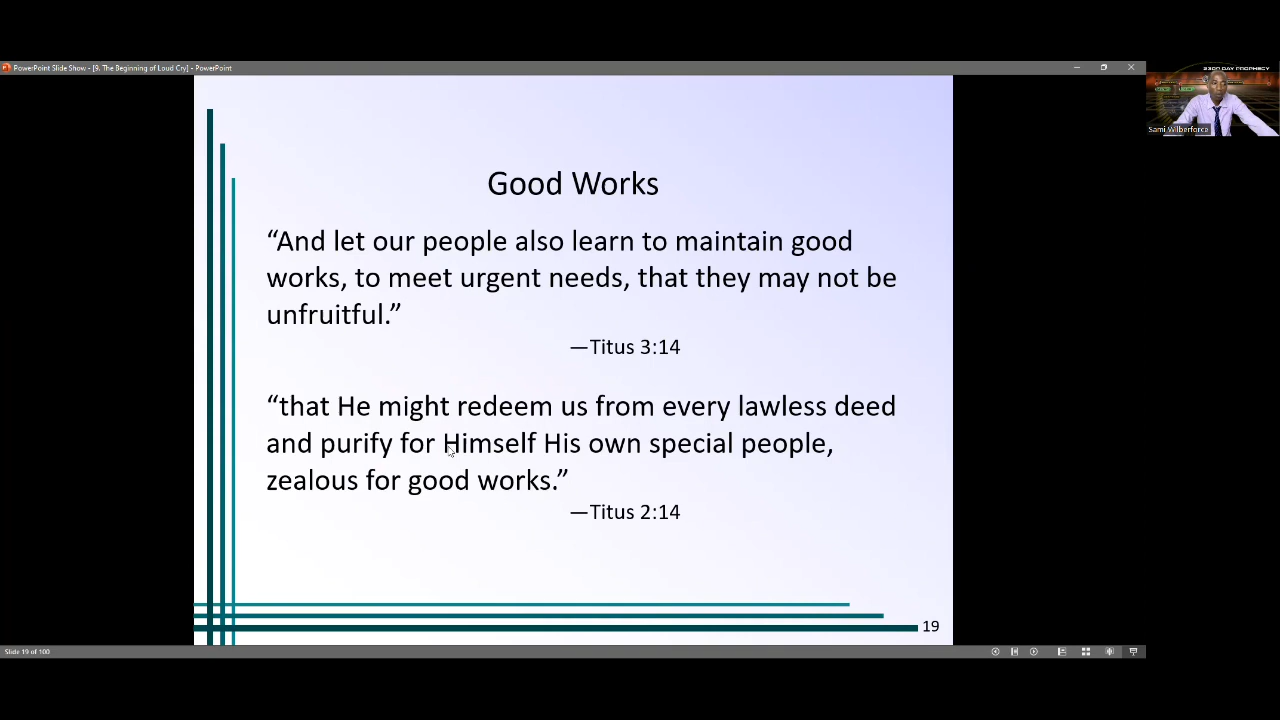 PowerPoint Slide Show - [9. The Beginning of Loud Cry] - PowerPoint
2300 DAY PROPHECY
Sami Wilberforce
Good Works
“And let our people also learn to maintain good
works, to meet urgent needs, that they may not be
unfruitful.”
—Titus 3:14
“that He might redeem us from every lawless deed
and purify for Himself His own special people,
zealous for good works.”
—Titus 2:14
19
Slide 19 of 100